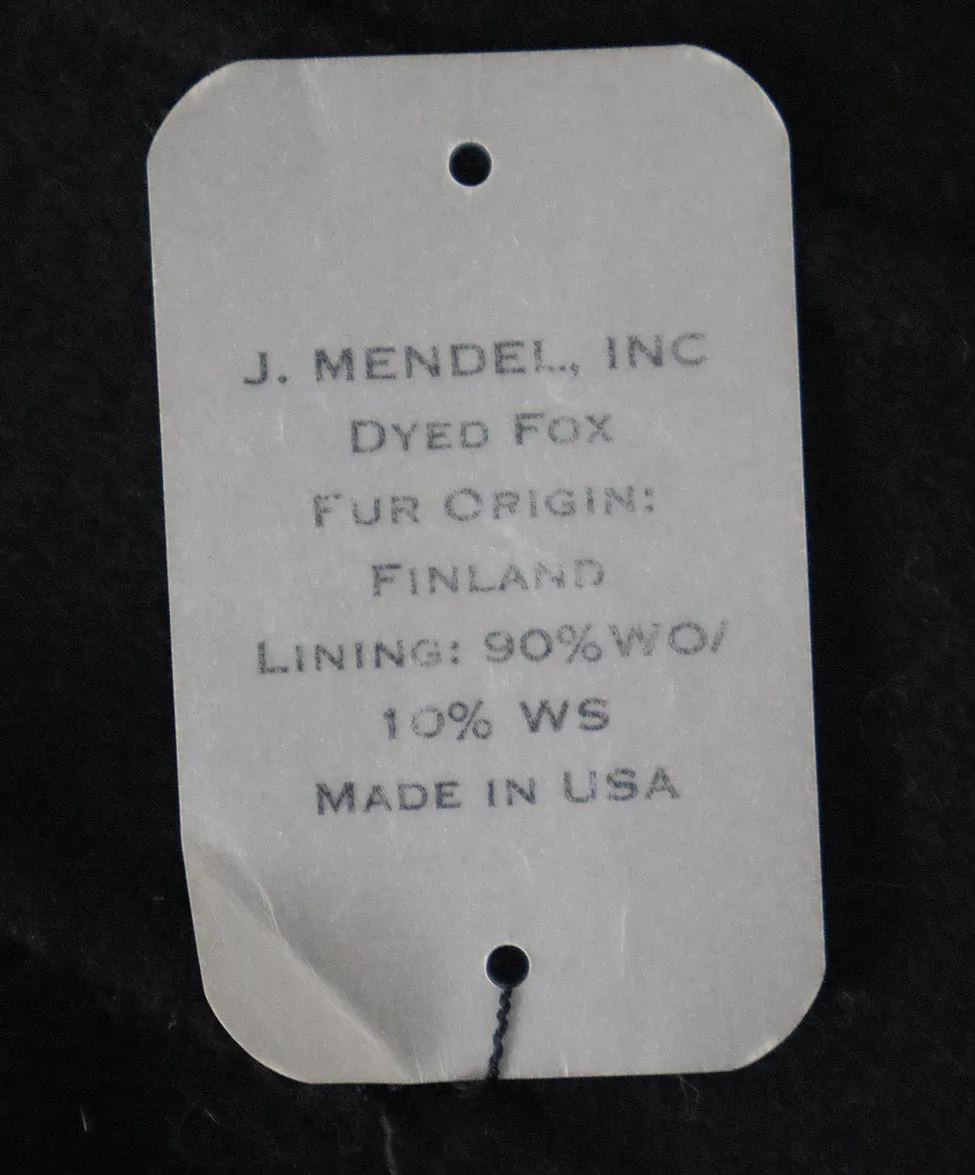 J. MENDEL, INC
DYED FOX
FUR ORIGIN:
FINLAND
LINING: 90%WO/
10% WS
MADE IN USA